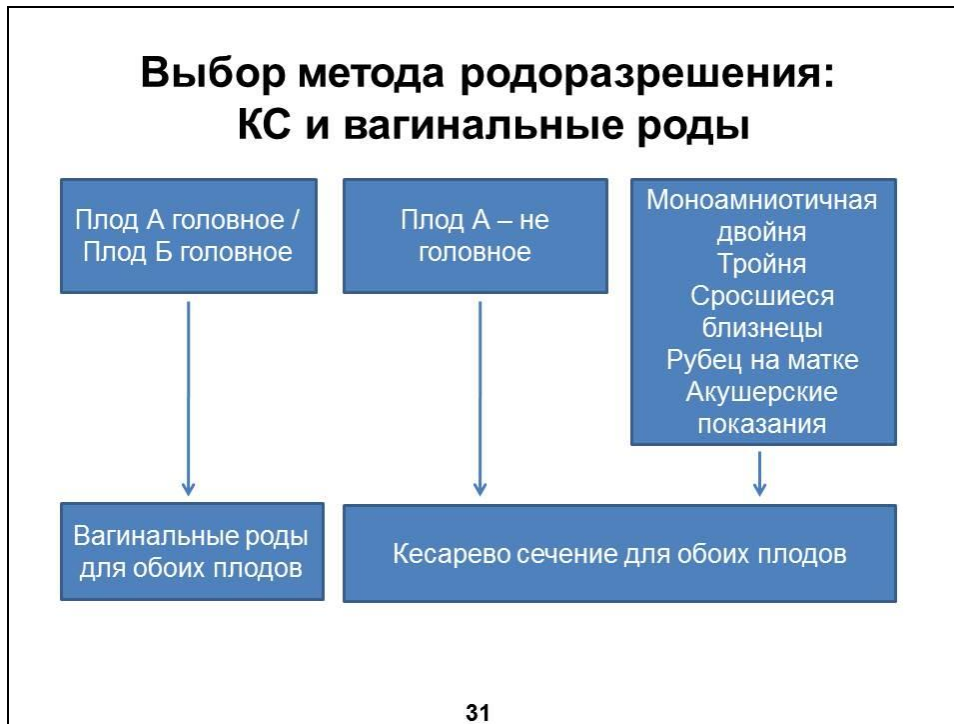 Выбор метода родоразрешения:
КС и вагинальные роды
Плод А головное /
Плод Б головное
Плод А – не
головное
Моноамниотичная
двойня
Тройня
Сросшиеся
близнецы
Рубец на матке
Акушерские
показания
Вагинальные роды
для обоих плодов
Кесарево сечение для обоих плодов
31